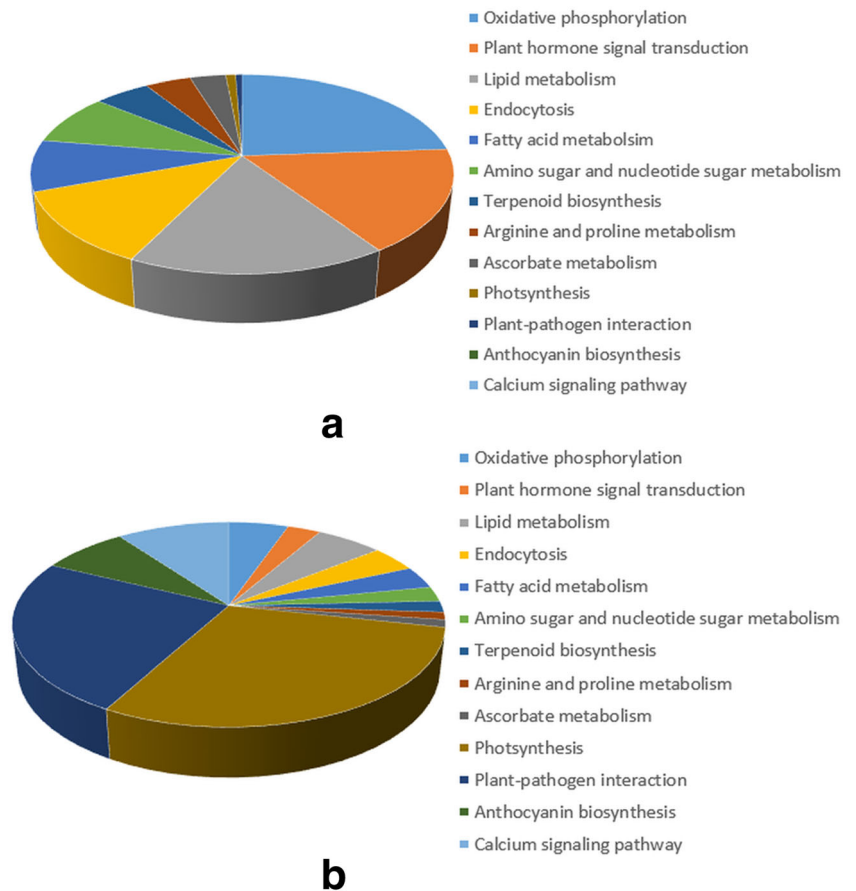 Oxidative phosphorylation
Plant hormone signal transduction
Lipid metabolism
Endocytosis
Fatty acid metabolsim
Amino sugar and nucleotide sugar metabolism
Terpenoid biosynthesis
Arginine and proline metabolism
Ascorbate metabolism
Photsynthesis
Plant-pathogen interaction
Anthocyanin biosynthesis
Calcium signaling pathway
a
Oxidative phosphorylation
Plant hormone signal transduction
Lipid metabolism
Endocytosis
Fatty acid metabolism
Amino sugar and nucleotide sugar metabolism
Terpenoid biosynthesis
Arginine and proline metabolism
Ascorbate metabolism
Photsynthesis
Plant-pathogen interaction
Anthocyanin biosynthesis
Calcium signaling pathway
b